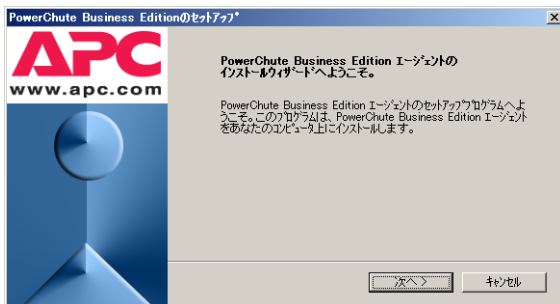 PowerChute Business Editionのｾｯﾄｱｯﾌﾟ
APC
www.apc.com
PowerChute Business Edition ｴｰｼﾞｪﾝﾄの
ｲﾝｽﾄｰﾙｳｨｻﾞｰﾄﾞへようこそ。
PowerChute Business Edition ｴｰｼﾞｪﾝﾄのｾｯﾄｱｯﾌﾟﾌﾟﾛｸﾞﾗﾑへよ
うこそ。このﾌﾟﾛｸﾞﾗﾑは、PowerChute Business Edition ｴｰｼﾞｪﾝﾄ
をあなたのｺﾝﾋﾟｭｰﾀ上にｲﾝｽﾄｰﾙします。
次へ >
ｷｬﾝｾﾙ